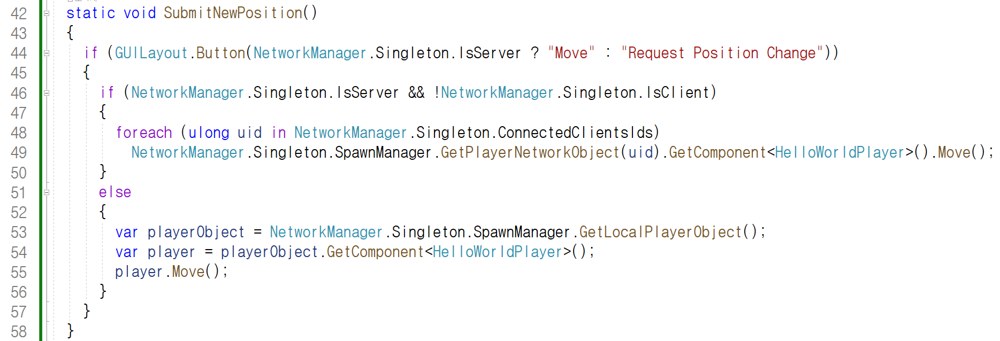 42 static void SubmitNewPosition()
43 {
44 if (GUILayout.Button(NetworkManager.Singleton.IsServer ? "Move" : "Request Position Change"))
45 {
46 if (NetworkManager.Singleton.IsServer && !NetworkManager.Singleton.IsClient)
47 {
48 foreach (ulong uid in NetworkManager.Singleton.ConnectedClientsIds)
49 NetworkManager.Singleton.SpawnManager.GetPlayerNetworkObject(uid).GetComponent<HelloWorldPlayer>().Move();
50 }
51 else
52 {
53 var playerObject = NetworkManager.Singleton.SpawnManager.GetLocalPlayerObject();
54 var player = playerObject.GetComponent<HelloWorldPlayer>();
55 player.Move();
56 }
57 }
58 }